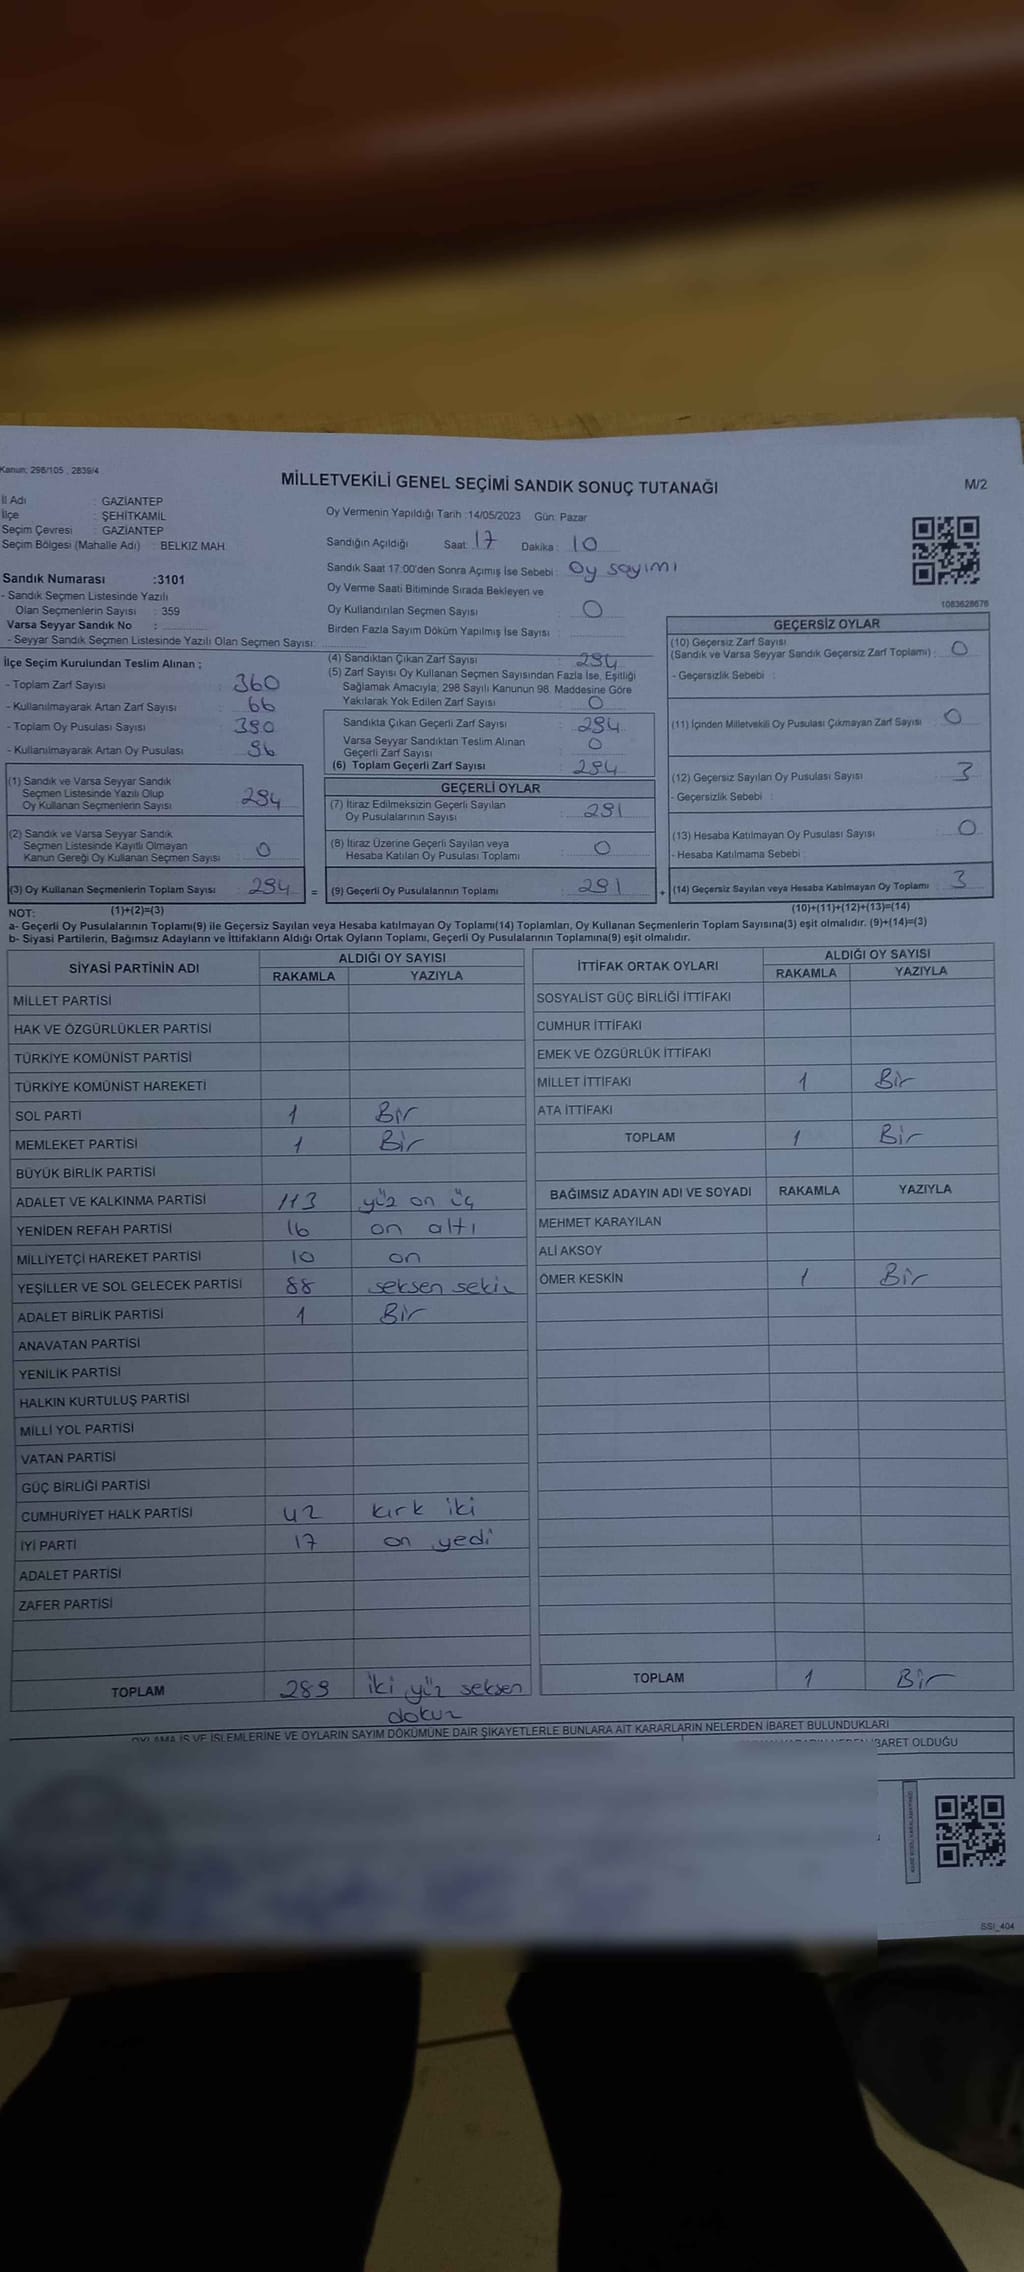 Kanun: 298/105 , 2839/4
MİLLETVEKİLİ GENEL SEÇİMİ SANDIK SONUÇ TUTANAĞI
M/2
İl Adı : GAZİANTEP
İlçe : ŞEHİTKAMİL
Seçim Çevresi : GAZİANTEP
Seçim Bölgesi (Mahalle Adı) : BELKIZ MAH.
Oy Vermenin Yapıldığı Tarih :14/05/2023 Gün: Pazar
Sandığın Açıldığı Saat: 17 Dakika : 10
Sandık Saat 17:00'den Sonra Açımış İse Sebebi : Oy sayımı
Oy Verme Saati Bitiminde Sırada Bekleyen ve
Oy Kullandırılan Seçmen Sayısı : 0
Birden Fazla Sayım Döküm Yapılmış İse Sayısı :
1083628676
Sandık Numarası :3101
- Sandık Seçmen Listesinde Yazılı
Olan Seçmenlerin Sayısı : 359
Varsa Seyyar Sandık No :
- Seyyar Sandık Seçmen Listesinde Yazılı Olan Seçmen Sayısı:
İlçe Seçim Kurulundan Teslim Alınan ;
- Toplam Zarf Sayısı : 360
- Kullanılmayarak Artan Zarf Sayısı : 66
- Toplam Oy Pusulası Sayısı : 390
- Kullanılmayarak Artan Oy Pusulası : 96
(1) Sandık ve Varsa Seyyar Sandık
Seçmen Listesinde Yazılı Olup
Oy Kullanan Seçmenlerin Sayısı : 294
(2) Sandık ve Varsa Seyyar Sandık
Seçmen Listesinde Kayıtlı Olmayan
Kanun Gereği Oy Kullanan Seçmen Sayısı : 0
(3) Oy Kullanan Seçmenlerin Toplam Sayısı : 294 =
(4) Sandıktan Çıkan Zarf Sayısı : 294
(5) Zarf Sayısı Oy Kullanan Seçmen Sayısından Fazla İse, Eşitliği
Sağlamak Amacıyla, 298 Sayılı Kanunun 98. Maddesine Göre
Yakılarak Yok Edilen Zarf Sayısı : 0
Sandıkta Çıkan Geçerli Zarf Sayısı : 294
Varsa Seyyar Sandıktan Teslim Alınan
Geçerli Zarf Sayısı : 0
(6) Toplam Geçerli Zarf Sayısı : 294
GEÇERLİ OYLAR
(7) İtiraz Edilmeksizin Geçerli Sayılan
Oy Pusulalarının Sayısı : 291
(8) İtiraz Üzerine Geçerli Sayılan veya
Hesaba Katılan Oy Pusulası Toplamı : 0
(9) Geçerli Oy Pusulalarının Toplamı : 291 +
GEÇERSİZ OYLAR
(10) Geçersiz Zarf Sayısı
(Sandık ve Varsa Seyyar Sandık Geçersiz Zarf Toplamı) : 0
- Geçersizlik Sebebi :
(11) İçinden Milletvekili Oy Pusulası Çıkmayan Zarf Sayısı : 0
(12) Geçersiz Sayılan Oy Pusulası Sayısı : 3
- Geçersizlik Sebebi :
(13) Hesaba Katılmayan Oy Pusulası Sayısı : 0
- Hesaba Katılmama Sebebi :
(14) Geçersiz Sayılan veya Hesaba Katılmayan Oy Toplamı : 3
NOT: (1)+(2)=(3)
(10)+(11)+(12)+(13)=(14)
a- Geçerli Oy Pusulalarının Toplamı(9) ile Geçersiz Sayılan veya Hesaba katılmayan Oy Toplamı(14) Toplamları, Oy Kullanan Seçmenlerin Toplam Sayısına(3) eşit olmalıdır. (9)+(14)=(3)
b- Siyasi Partilerin, Bağımsız Adayların ve İttifakların Aldığı Ortak Oyların Toplamı, Geçerli Oy Pusulalarının Toplamına(9) eşit olmalıdır.
SİYASİ PARTİNİN ADI ALDIĞI OY SAYISI
RAKAMLA YAZIYLA
MİLLET PARTİSİ
HAK VE ÖZGÜRLÜKLER PARTİSİ
TÜRKİYE KOMÜNİST PARTİSİ
TÜRKİYE KOMÜNİST HAREKETİ
SOL PARTİ 1 Bir
MEMLEKET PARTİSİ 1 Bir
BÜYÜK BİRLİK PARTİSİ
ADALET VE KALKINMA PARTİSİ 113 yüz on üç
YENİDEN REFAH PARTİSİ 16 on altı
MİLLİYETÇİ HAREKET PARTİSİ 10 on
YEŞİLLER VE SOL GELECEK PARTİSİ 88 seksen sekiz
ADALET BİRLİK PARTİSİ 1 Bir
ANAVATAN PARTİSİ
YENİLİK PARTİSİ
HALKIN KURTULUŞ PARTİSİ
MİLLİ YOL PARTİSİ
VATAN PARTİSİ
GÜÇ BİRLİĞİ PARTİSİ
CUMHURİYET HALK PARTİSİ 42 kırk iki
İYİ PARTİ 17 on yedi
ADALET PARTİSİ
ZAFER PARTİSİ
TOPLAM 289 iki yüz seksen
dokuz
İTTİFAK ORTAK OYLARI ALDIĞI OY SAYISI
RAKAMLA YAZIYLA
SOSYALİST GÜÇ BİRLİĞİ İTTİFAKI
CUMHUR İTTİFAKI
EMEK VE ÖZGÜRLÜK İTTİFAKI
MİLLET İTTİFAKI 1 Bir
ATA İTTİFAKI
TOPLAM 1 Bir
BAĞIMSIZ ADAYIN ADI VE SOYADI RAKAMLA YAZIYLA
MEHMET KARAYILAN
ALİ AKSOY
ÖMER KESKİN 1 Bir
TOPLAM 1 Bir
OYLAMA İŞ VE İŞLEMLERİNE VE OYLARIN SAYIM DÖKÜMÜNE DAİR ŞİKAYETLERLE BUNLARA AİT KARARLARIN NELERDEN İBARET BULUNDUKLARI
İBARET OLDUĞU
SSI_404